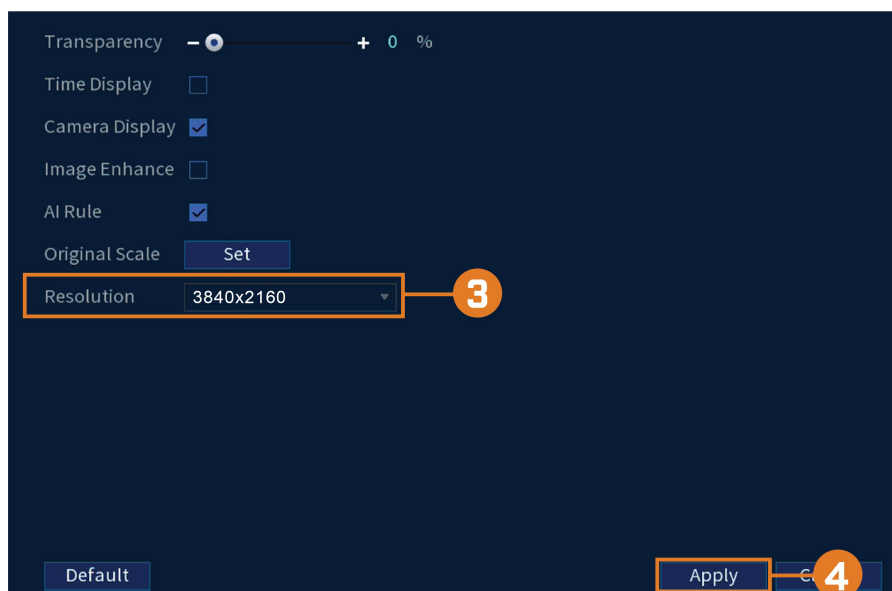 Transparency - + 0 %
Time Display
Camera Display
Image Enhance
AI Rule
Original Scale Set
Resolution 3840x2160 3
Default Apply 4